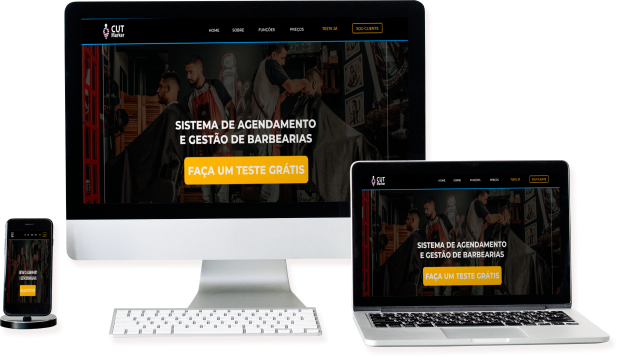 CUT
Marker
HOME SOBRE FUNÇÕES PREÇOS TESTE JÁ SOU CLIENTE
SISTEMA DE AGENDAMENTO
E GESTÃO DE BARBEARIAS
FAÇA UM TESTE GRÁTIS
CUT
Marker
HOME SOBRE FUNÇÕES PREÇOS TESTE JÁ SOU CLIENTE
SISTEMA DE AGENDAMENTO
E GESTÃO DE BARBEARIAS
FAÇA UM TESTE GRÁTIS